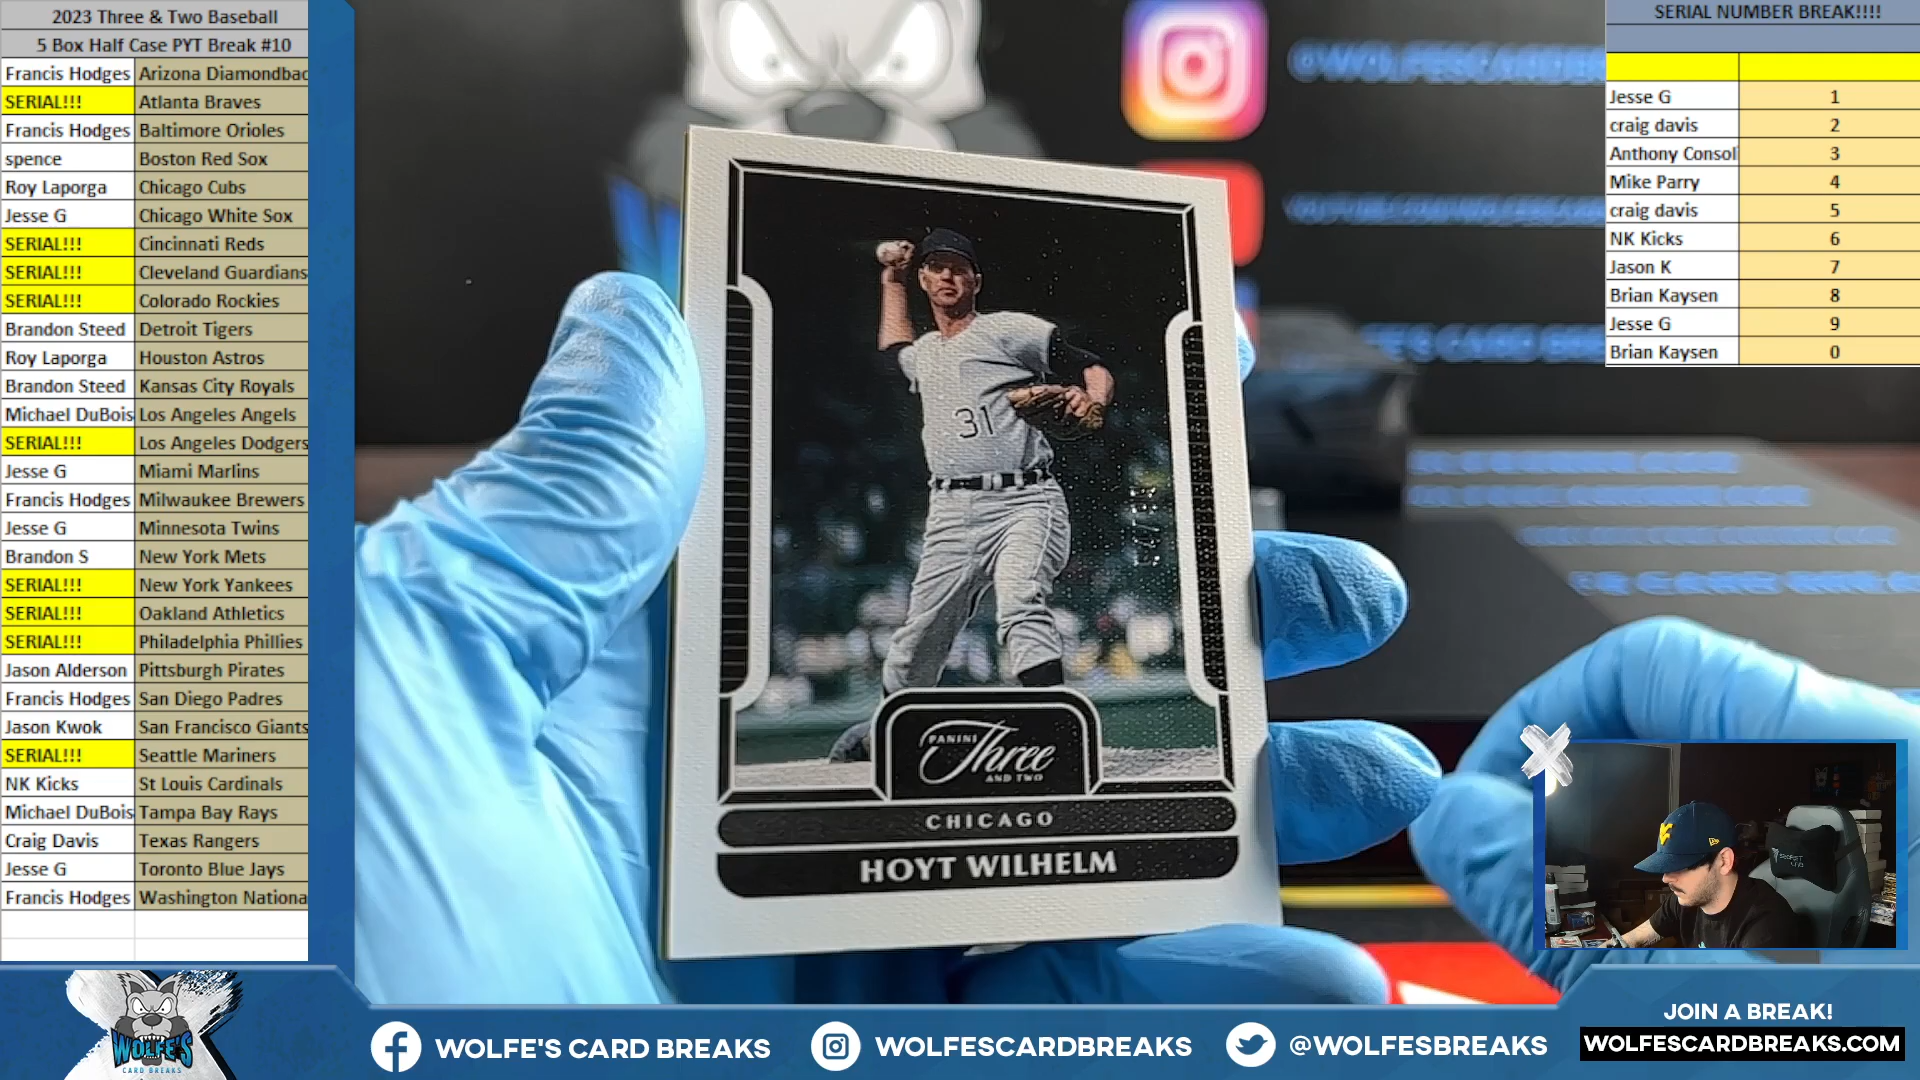 2023 Three & Two Baseball
5 Box Half Case PYT Break #10
Francis Hodges Arizona Diamondbac
SERIAL!!! Atlanta Braves
Francis Hodges Baltimore Orioles
spence Boston Red Sox
Roy Laporga Chicago Cubs
Jesse G Chicago White Sox
SERIAL!!! Cincinnati Reds
SERIAL!!! Cleveland Guardians
SERIAL!!! Colorado Rockies
Brandon Steed Detroit Tigers
Roy Laporga Houston Astros
Brandon Steed Kansas City Royals
Michael DuBois Los Angeles Angels
SERIAL!!! Los Angeles Dodgers
Jesse G Miami Marlins
Francis Hodges Milwaukee Brewers
Jesse G Minnesota Twins
Brandon S New York Mets
SERIAL!!! New York Yankees
SERIAL!!! Oakland Athletics
SERIAL!!! Philadelphia Phillies
Jason Alderson Pittsburgh Pirates
Francis Hodges San Diego Padres
Jason Kwok San Francisco Giants
SERIAL!!! Seattle Mariners
NK Kicks St Louis Cardinals
Michael DuBois Tampa Bay Rays
Craig Davis Texas Rangers
Jesse G Toronto Blue Jays
Francis Hodges Washington Nationa
31
PANINI
Three
AND TWO
CHICAGO
HOYT WILHELM
SERIAL NUMBER BREAK!!!!
Jesse G 1
craig davis 2
Anthony Consol 3
Mike Parry 4
craig davis 5
NK Kicks 6
Jason K 7
Brian Kaysen 8
Jesse G 9
Brian Kaysen 0
WOLFE'S
CARD BREAKS
WOLFE'S CARD BREAKS
WOLFESCARDBREAKS
@WOLFESBREAKS
JOIN A BREAK!
WOLFESCARDBREAKS.COM